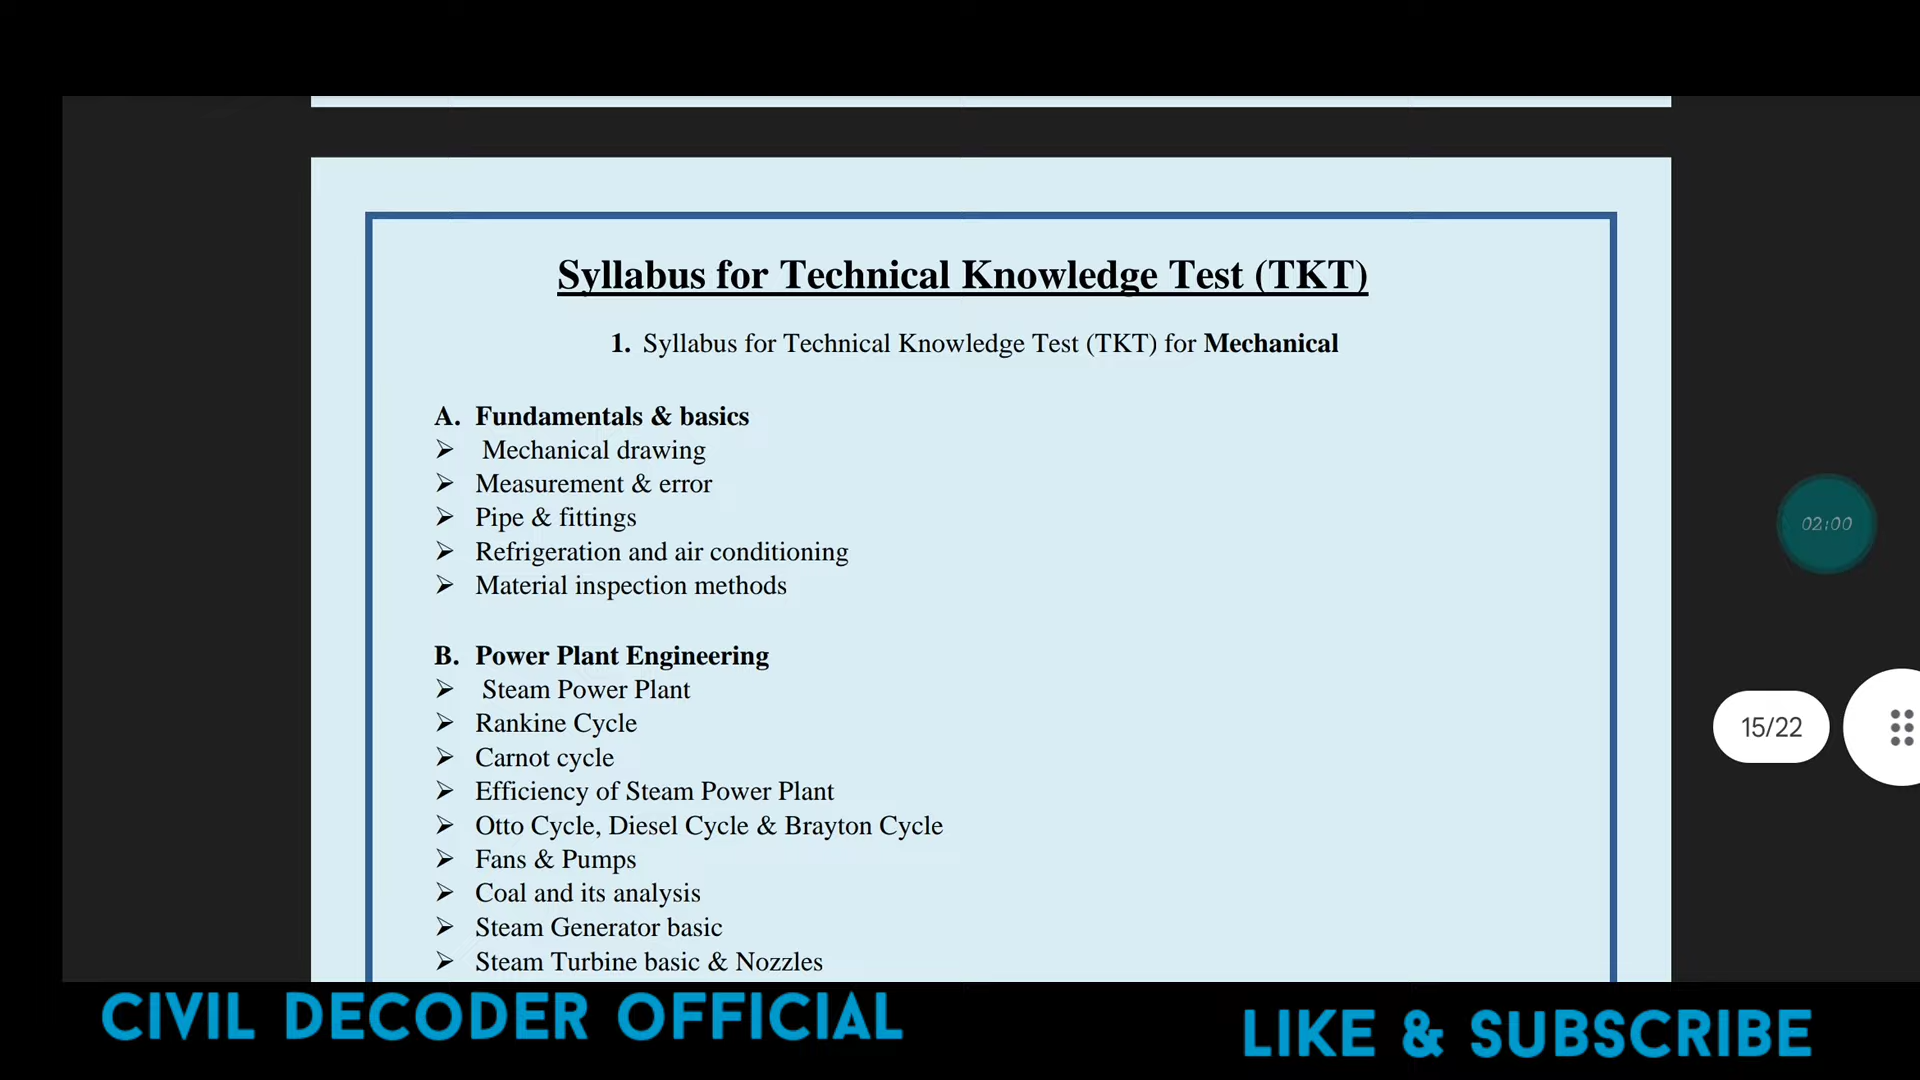 Syllabus for Technical Knowledge Test (TKT)
1. Syllabus for Technical Knowledge Test (TKT) for Mechanical
A. Fundamentals & basics
➢ Mechanical drawing
➢ Measurement & error
➢ Pipe & fittings
➢ Refrigeration and air conditioning
➢ Material inspection methods
B. Power Plant Engineering
➢ Steam Power Plant
➢ Rankine Cycle
➢ Carnot cycle
➢ Efficiency of Steam Power Plant
➢ Otto Cycle, Diesel Cycle & Brayton Cycle
➢ Fans & Pumps
➢ Coal and its analysis
➢ Steam Generator basic
➢ Steam Turbine basic & Nozzles
02:00
15/22
CIVIL DECODER OFFICIAL
LIKE & SUBSCRIBE